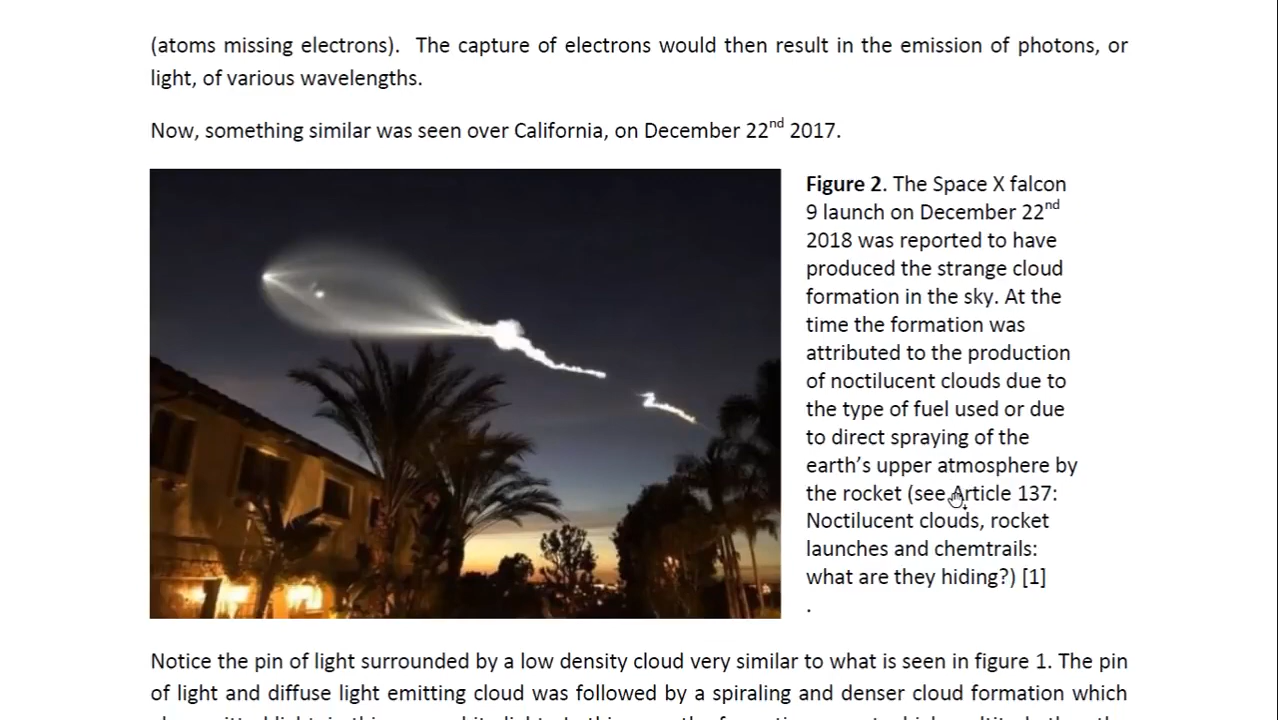 (atoms missing electrons). The capture of electrons would then result in the emission of photons, or
light, of various wavelengths.
Now, something similar was seen over California, on December 22nd 2017.
Figure 2. The Space X falcon
9 launch on December 22nd
2018 was reported to have
produced the strange cloud
formation in the sky. At the
time the formation was
attributed to the production
of noctilucent clouds due to
the type of fuel used or due
to direct spraying of the
earth’s upper atmosphere by
the rocket (see Article 137:
Noctilucent clouds, rocket
launches and chemtrails:
what are they hiding?) [1]
.
Notice the pin of light surrounded by a low density cloud very similar to what is seen in figure 1. The pin
of light and diffuse light emitting cloud was followed by a spiraling and denser cloud formation which